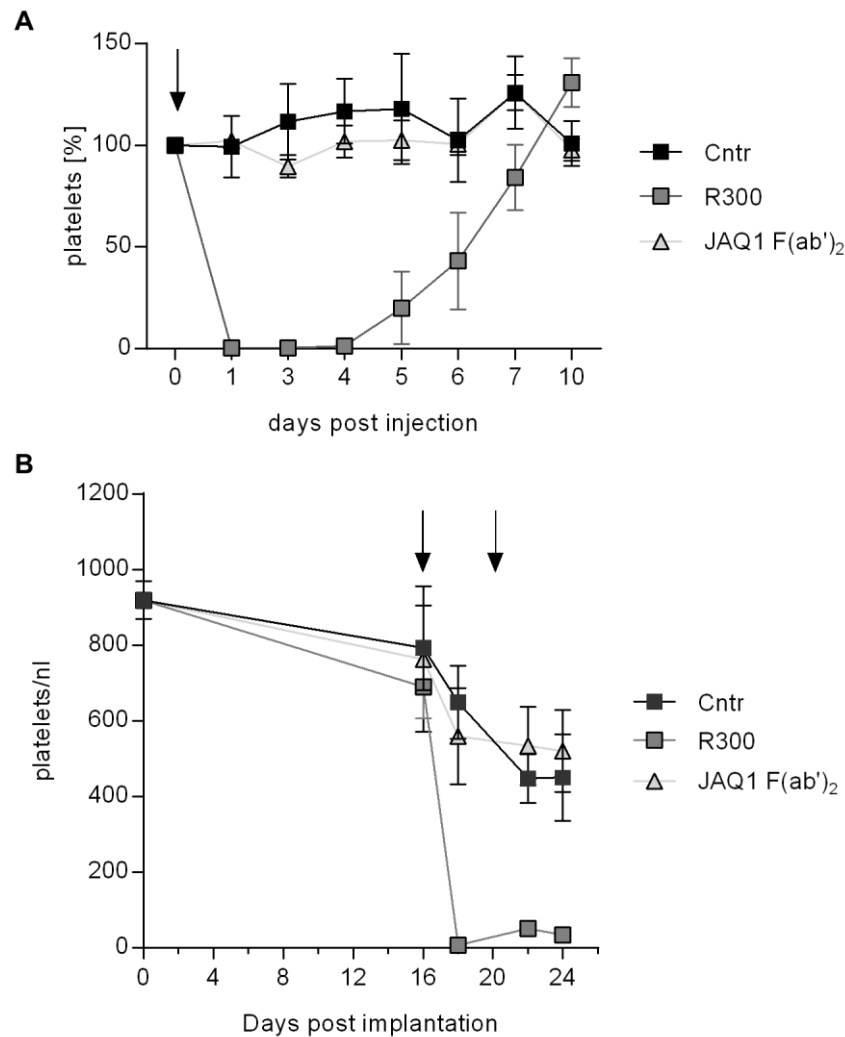 A
150
100
50
0
platelets [%]
0 1 3 4 5 6 7 10
days post injection
Cntr
R300
JAQ1 F(ab')₂
B
1200
1000
800
600
400
200
0
platelets/nl
0 4 8 12 16 20 24
Days post implantation
Cntr
R300
JAQ1 F(ab')₂